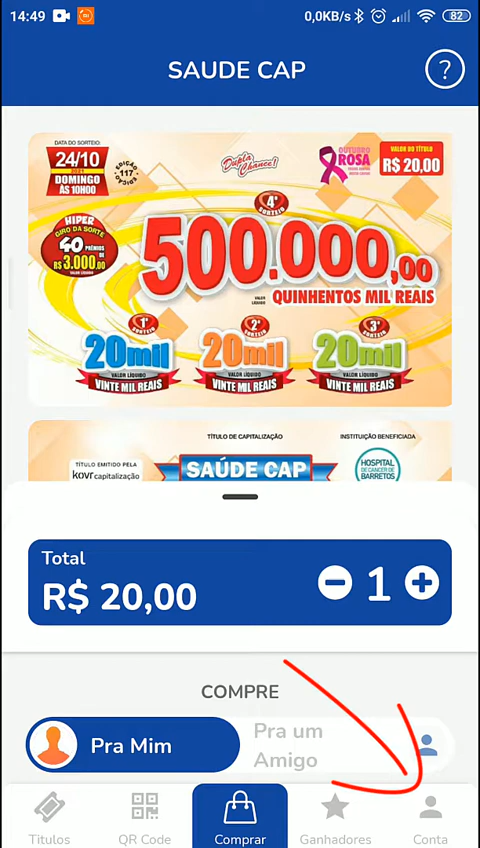 14:49
0,0KB/s
82
SAUDE CAP
?
DATA DO SORTEIO:
24/10
2021
DOMINGO
ÀS 10H00
EDIÇÃO
117
Dupla
Chance!
OUTUBRO
ROSA
VALOR DO TÍTULO
R$ 20,00
HIPER
GIRO DA SORTE
40 PRÊMIOS
DE
R$ 3.000,00
VALOR LÍQUIDO
4º
SORTEIO
500.000,00
VALOR
LÍQUIDO
QUINHENTOS MIL REAIS
1º
SORTEIO
2º
SORTEIO
3º
SORTEIO
20mil
20mil
20mil
VALOR LÍQUIDO
VALOR LÍQUIDO
VALOR LÍQUIDO
VINTE MIL REAIS
VINTE MIL REAIS
VINTE MIL REAIS
TÍTULO DE CAPITALIZAÇÃO
INSTITUIÇÃO BENEFICIADA
TÍTULO EMITIDO PELA
kovr capitalização
SAÚDE CAP
HOSPITAL
DE CÂNCER DE
BARRETOS
Total
R$ 20,00
1
COMPRE
Pra Mim
Pra um
Amigo
Titulos
QR Code
Comprar
Ganhadores
Conta